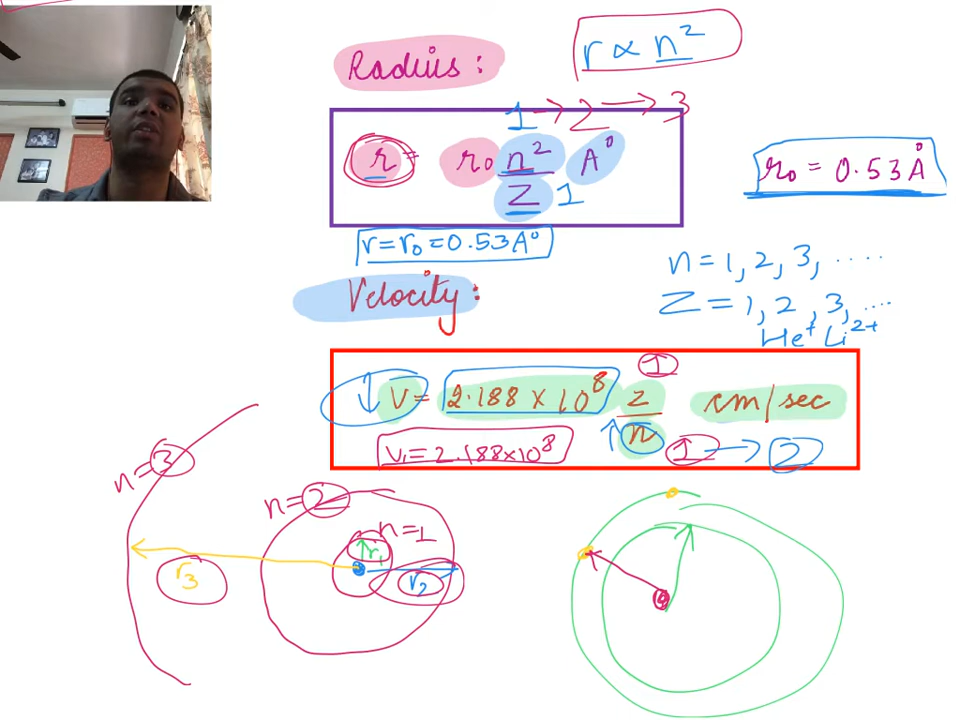 Radius:
r ∝ n²
1 → 2 → 3
r = r₀ n²/Z A°
1
r₀ = 0.53 A°
r = r₀ = 0.53 A°
n = 1, 2, 3, .....
Velocity:
Z = 1, 2, 3, ....
He⁺ Li²⁺
1
↓ V = 2.188 × 10⁸ z/n cm/sec
↑
V₁ = 2.188×10⁸
1 → 2
n=3
n=2
n=1
r₁
r₂
r₃